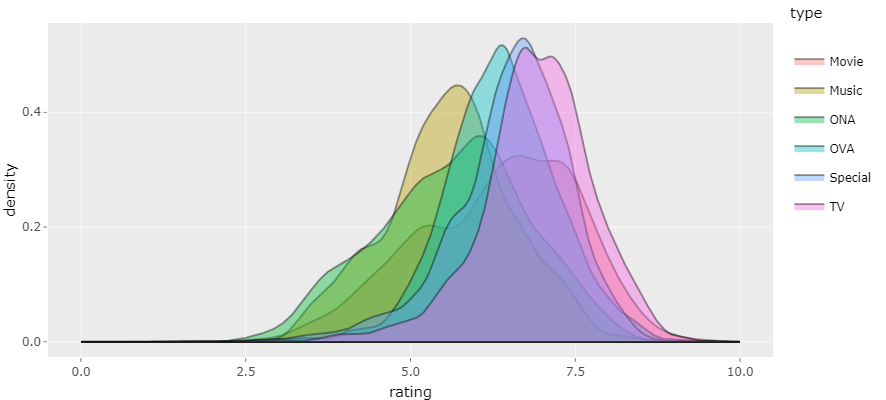 type
Movie
Music
ONA
OVA
Special
TV
density
0.4
0.2
0.0
0.0 2.5 5.0 7.5 10.0
rating